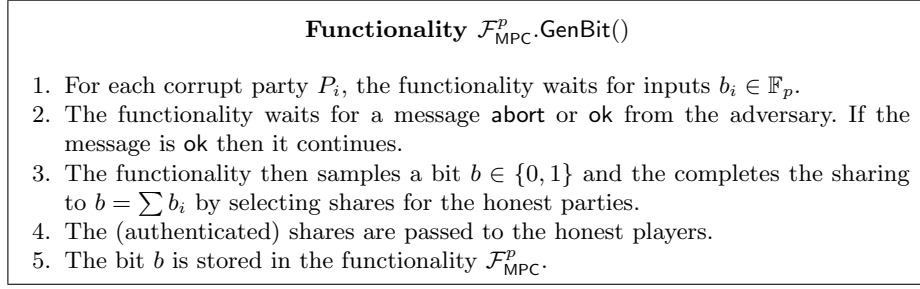 Functionality $\mathcal{F}^p_{\mathsf{MPC}}$.GenBit()
1. For each corrupt party $P_i$, the functionality waits for inputs $b_i \in \mathbb{F}_p$.
2. The functionality waits for a message abort or ok from the adversary. If the
message is ok then it continues.
3. The functionality then samples a bit $b \in \{0, 1\}$ and the completes the sharing
to $b = \sum b_i$ by selecting shares for the honest parties.
4. The (authenticated) shares are passed to the honest players.
5. The bit $b$ is stored in the functionality $\mathcal{F}^p_{\mathsf{MPC}}$.